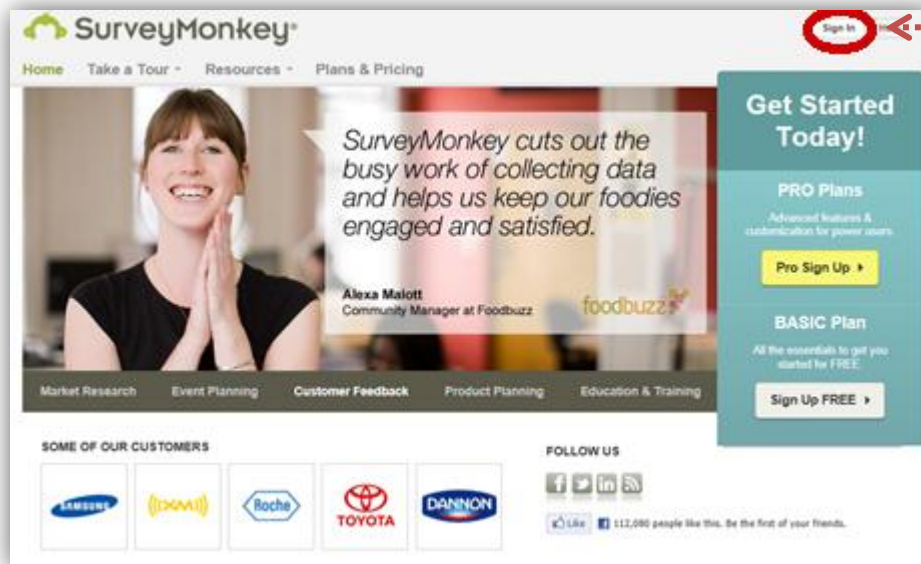 SurveyMonkey®
Sign In
Home Take a Tour Resources Plans & Pricing
SurveyMonkey cuts out the
busy work of collecting data
and helps us keep our foodies
engaged and satisfied.
Alexa Malott
Community Manager at Foodbuzz
foodbuzz
Get Started
Today!
PRO Plans
Advanced features &
customization for power users
Pro Sign Up
BASIC Plan
All the essentials to get you
started for FREE.
Sign Up FREE
Market Research Event Planning Customer Feedback Product Planning Education & Training
SOME OF OUR CUSTOMERS
SAMSUNG
((XM))
Roche
TOYOTA
DANNON
FOLLOW US
Like 112,080 people like this. Be the first of your friends.